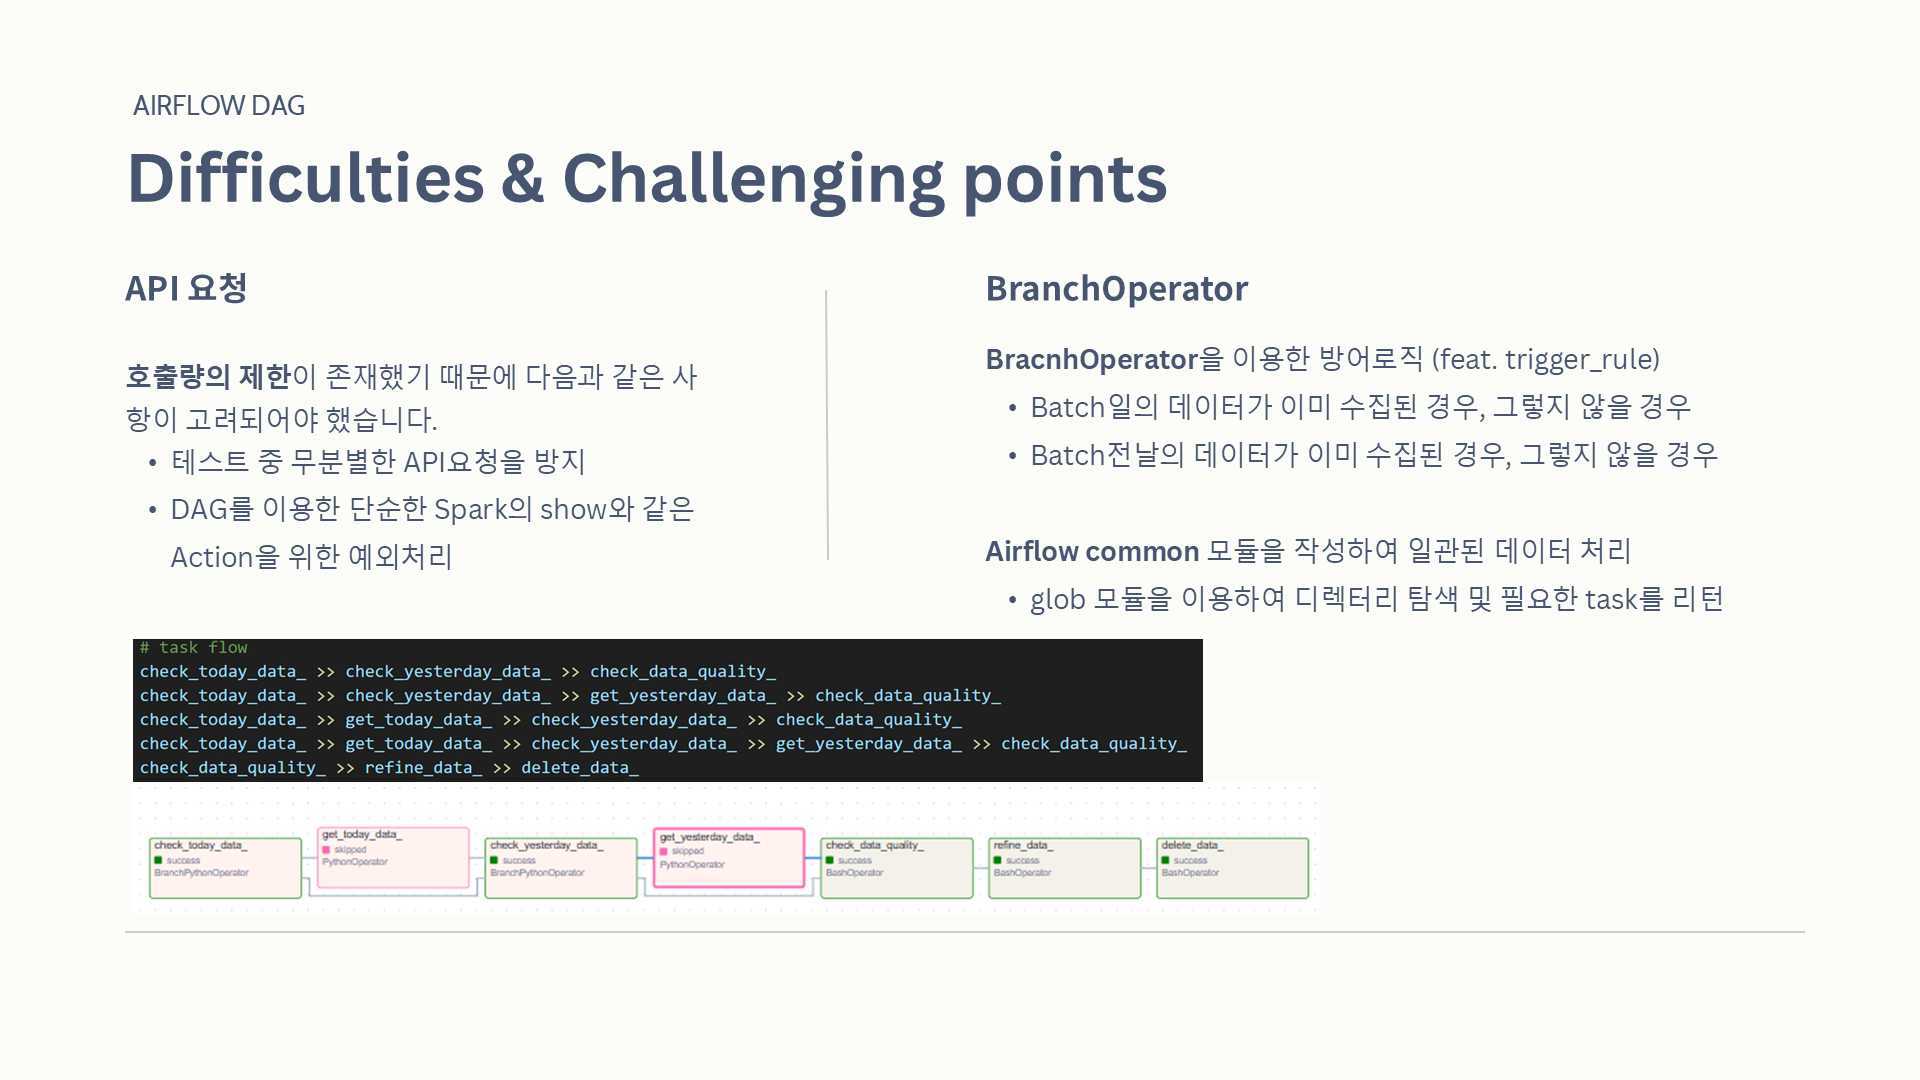 AIRFLOW DAG
Difficulties & Challenging points
API 요청
호출량의 제한이 존재했기 때문에 다음과 같은 사
항이 고려되어야 했습니다.
• 테스트 중 무분별한 API요청을 방지
• DAG를 이용한 단순한 Spark의 show와 같은
Action을 위한 예외처리
BranchOperator
BracnhOperator을 이용한 방어로직 (feat. trigger_rule)
• Batch일의 데이터가 이미 수집된 경우, 그렇지 않을 경우
• Batch전날의 데이터가 이미 수집된 경우, 그렇지 않을 경우
Airflow common 모듈을 작성하여 일관된 데이터 처리
• glob 모듈을 이용하여 디렉터리 탐색 및 필요한 task를 리턴
# task flow
check_today_data_ >> check_yesterday_data_ >> check_data_quality_
check_today_data_ >> check_yesterday_data_ >> get_yesterday_data_ >> check_data_quality_
check_today_data_ >> get_today_data_ >> check_yesterday_data_ >> check_data_quality_
check_today_data_ >> get_today_data_ >> check_yesterday_data_ >> get_yesterday_data_ >> check_data_quality_
check_data_quality_ >> refine_data_ >> delete_data_
check_today_data_
success
BranchPythonOperator
get_today_data_
skipped
PythonOperator
check_yesterday_data_
success
BranchPythonOperator
get_yesterday_data_
skipped
PythonOperator
check_data_quality_
success
BashOperator
refine_data_
success
BashOperator
delete_data_
success
BashOperator